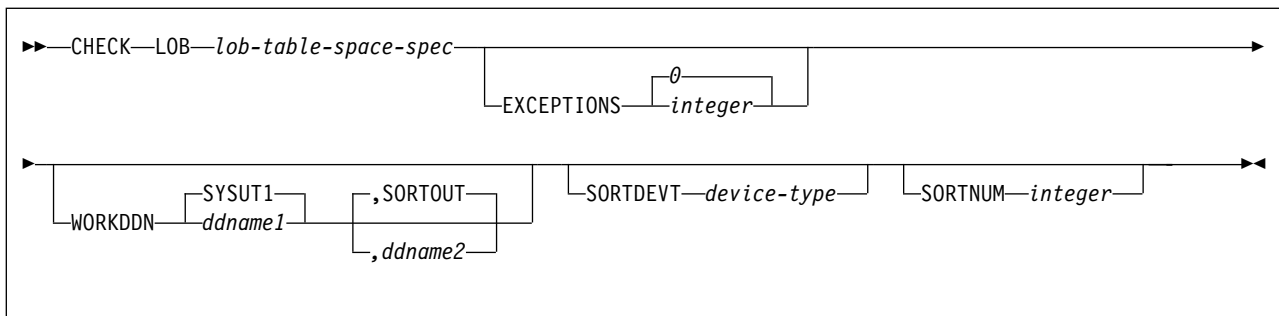 CHECK LOB lob-table-space-spec
0
EXCEPTIONS integer
SYSUT1 ,SORTOUT SORTDEVT device-type SORTNUM integer
WORKDDN ddname1
,ddname2